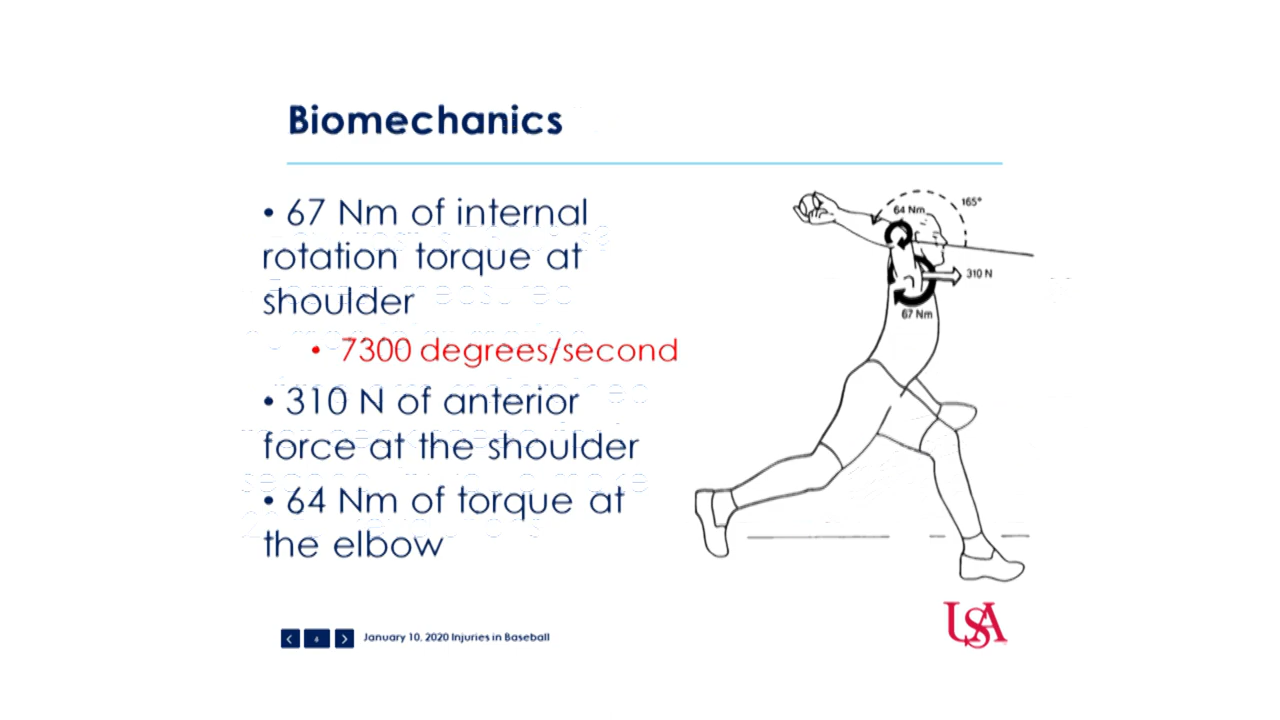 Biomechanics
• 67 Nm of internal
rotation torque at
shoulder
• 7300 degrees/second
• 310 N of anterior
force at the shoulder
• 64 Nm of torque at
the elbow
165°
64 Nm
310 N
67 Nm
6
January 10, 2020 Injuries in Baseball
USA